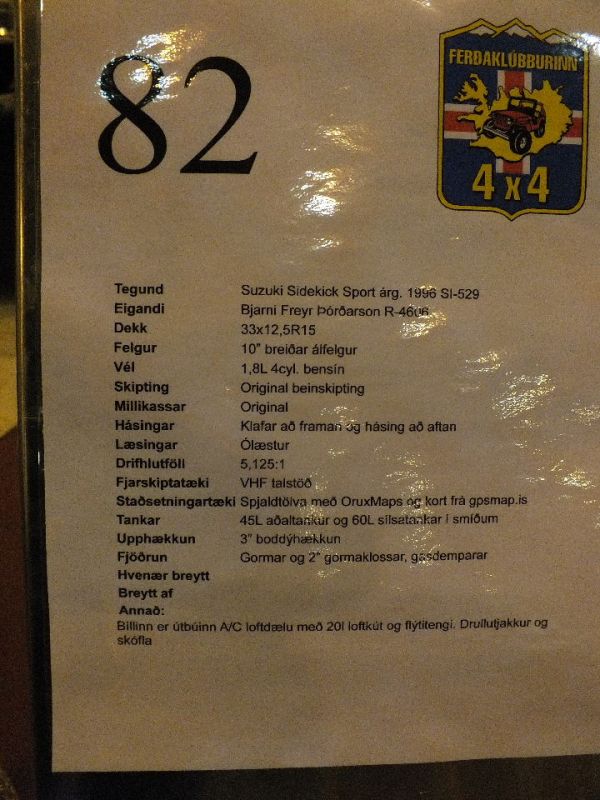 82
FERÐAKLÚBBURINN
4 x 4
Tegund Suzuki Sidekick Sport árg. 1996 SI-529
Eigandi Bjarni Freyr Þórðarson R-4606
Dekk 33x12,5R15
Felgur 10" breiðar álfelgur
Vél 1,8L 4cyl. bensín
Skipting Original beinskipting
Millikassar Original
Hásingar Klafar að framan og hásing að aftan
Læsingar Ólæstur
Drifhlutföll 5,125:1
Fjarskiptatæki VHF talstöð
Staðsetningartæki Spjaldtölva með OruxMaps og kort frá gpsmap.is
Tankar 45L aðaltankur og 60L sílsatankar í smíðum
Upphækkun 3" boddýhækkun
Fjöðrun Gormar og 2" gormaklossar, gasdemparar
Hvenær breytt
Breytt af
Annað:
Bíllinn er útbúinn A/C loftdælu með 20l loftkút og flýtitengi. Drullutjakkur og
skófla